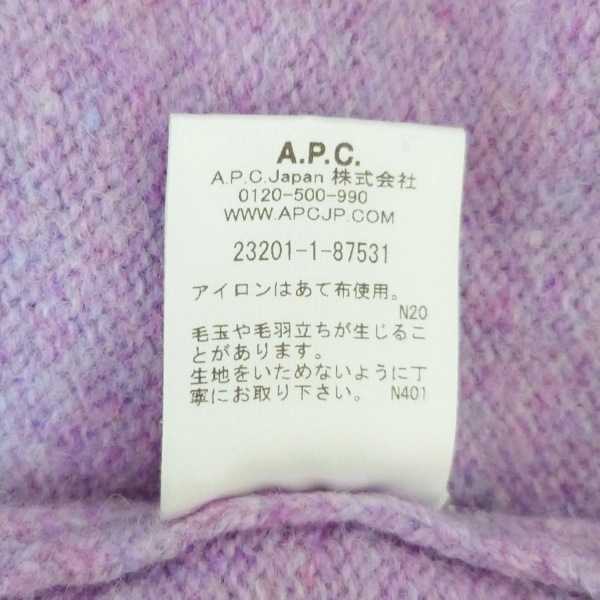 A.P.C.
A.P.C.Japan 株式会社
0120-500-990
WWW.APCJP.COM
23201-1-87531
アイロンはあて布使用。
N20
毛玉や毛羽立ちが生じるこ
とがあります。
生地をいためないように丁
寧にお取り下さい。 N401